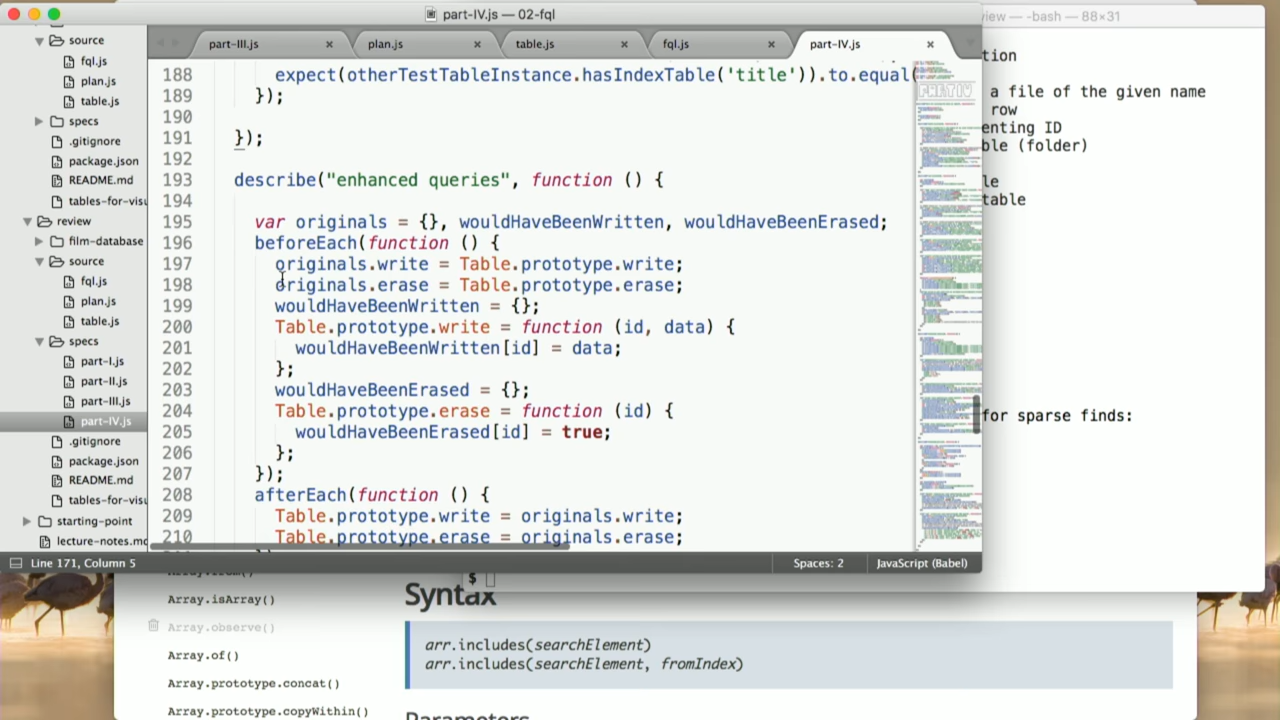 part-IV.js — 02-fql
view — -bash — 88×31
source
fql.js
plan.js
table.js
specs
.gitignore
package.json
README.md
tables-for-visu
review
film-database
source
fql.js
plan.js
table.js
specs
part-I.js
part-II.js
part-III.js
part-IV.js
.gitignore
package.json
README.md
tables-for-visu
starting-point
lecture-notes.md
part-III.js × plan.js × table.js × fql.js × part-IV.js ×
188 expect(otherTestTableInstance.hasIndexTable('title')).to.equal(
189 });
190
191 });
192
193 describe("enhanced queries", function () {
194
195 var originals = {}, wouldHaveBeenWritten, wouldHaveBeenErased;
196 beforeEach(function () {
197 originals.write = Table.prototype.write;
198 originals.erase = Table.prototype.erase;
199 wouldHaveBeenWritten = {};
200 Table.prototype.write = function (id, data) {
201 wouldHaveBeenWritten[id] = data;
202 };
203 wouldHaveBeenErased = {};
204 Table.prototype.erase = function (id) {
205 wouldHaveBeenErased[id] = true;
206 };
207 });
208 afterEach(function () {
209 Table.prototype.write = originals.write;
210 Table.prototype.erase = originals.erase;
PARTIV
Line 171, Column 5
Spaces: 2
JavaScript (Babel)
tion
a file of the given name
row
enting ID
ble (folder)
le
table
for sparse finds:
$
Array.from()
Array.isArray()
Array.observe()
Array.of()
Array.prototype.concat()
Array.prototype.copyWithin()
Syntax
arr.includes(searchElement)
arr.includes(searchElement, fromIndex)
Parameters